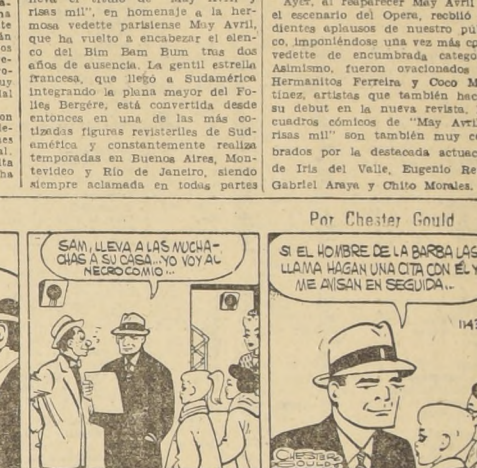 lleva el título de "May Avril y
risas mil", en homenaje a la her-
mosa vedette parisiense May Avril,
que ha vuelto a encabezar el elen-
co del Bim Bam Bum tras dos
años de ausencia. La gentil estrella
francesa, que llegó a Sudamérica
integrando la plana mayor del Fo-
lies Bergére, está convertida desde
entonces en una de las más co-
tizadas figuras revisteriles de Sud-
américa y constantemente realiza
temporadas en Buenos Aires, Mon-
tevideo y Río de Janeiro, siendo
siempre aclamada en todas partes
Ayer, al reaparecer May Avril
el escenario del Opera, recibió
dientes aplausos de nuestro pú
co, imponiéndose una vez más co
vedette de encumbrada catego
Asimismo, fueron ovacionados
Hermanitos Ferreira y Coco M
tínez, artistas que también hac
su debut en la nueva revista.
cuadros cómicos de "May Avri
risas mil" son también muy ce
brados por la destacada actuac
de Iris del Valle, Eugenio Re
Gabriel Araya y Chito Morales.
Por Chester Gould
SAM, LLEVA A LAS MUCHA-
CHAS A SU CASA...YO VOY AL
NECROCOMIO...
SI EL HOMBRE DE LA BARBA LAS
LLAMA HAGAN UNA CITA CON ÉL Y
ME AVISAN EN SEGUIDA...
1143
CHESTER
GOULD